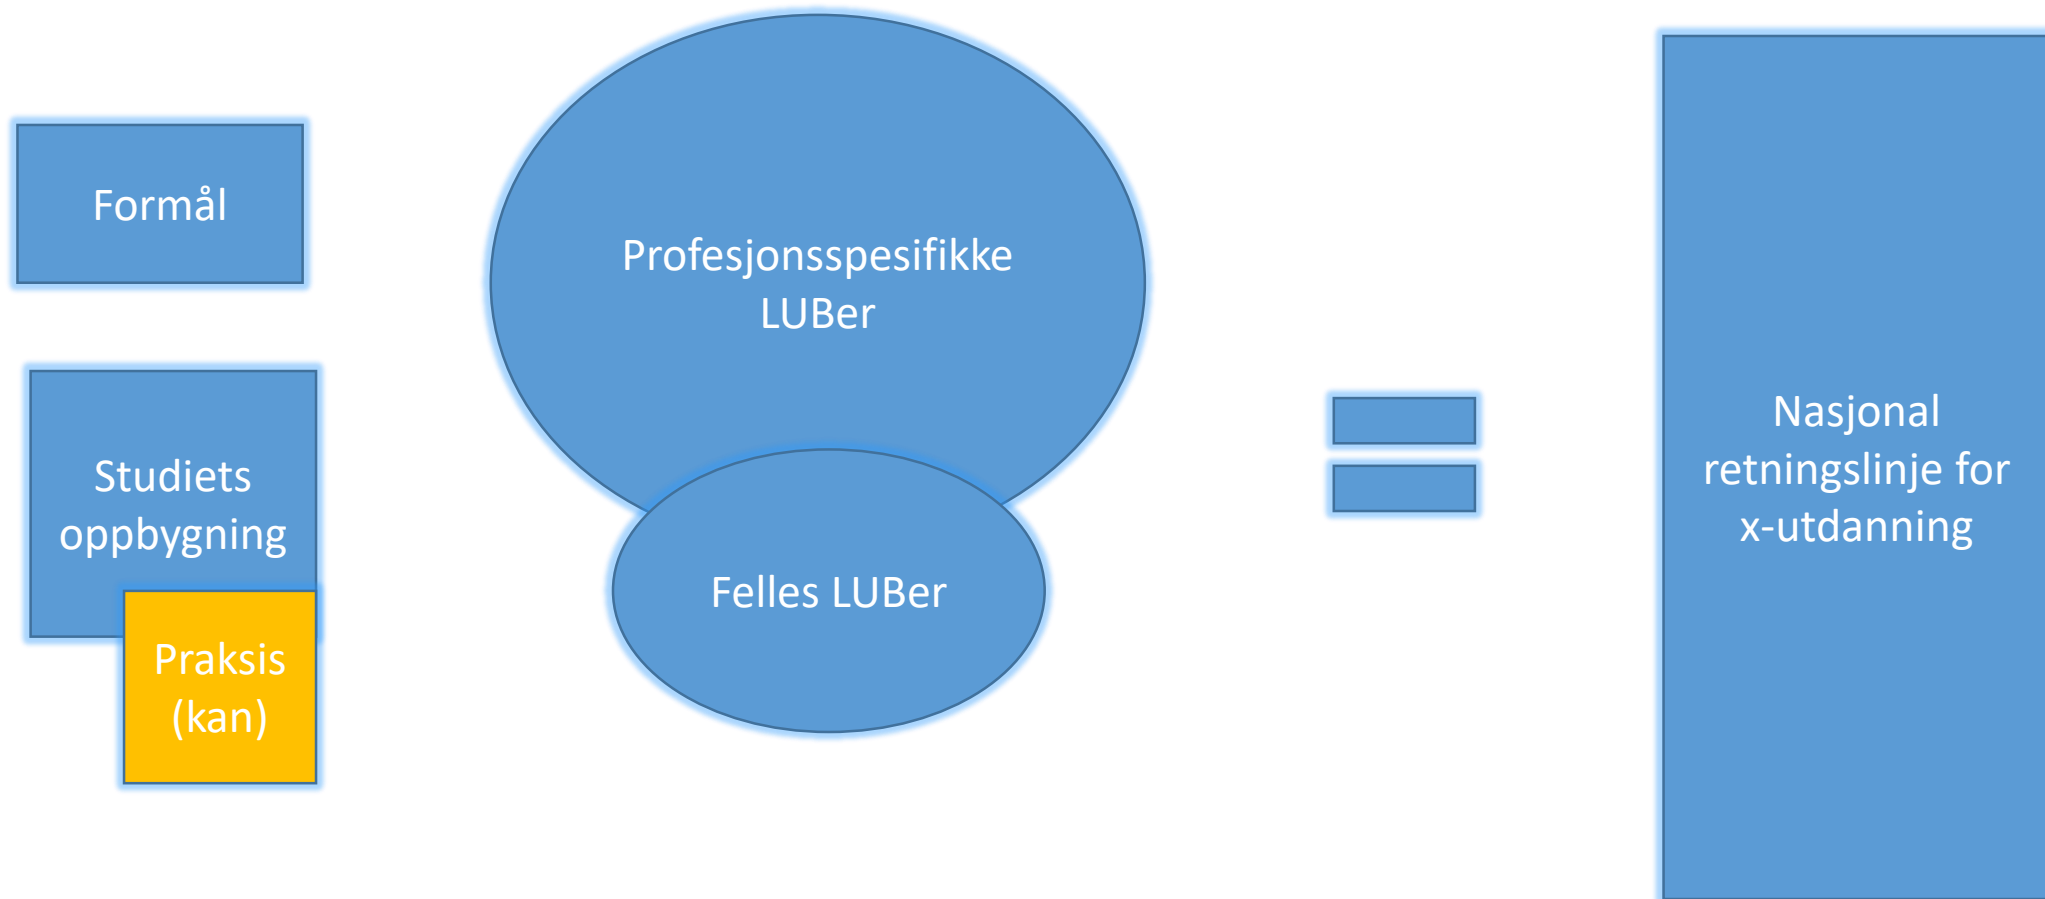 Formål
Studiets
oppbygning
Praksis
(kan)
Profesjonsspesifikke
LUBer
Felles LUBer
Nasjonal
retningslinje for
x-utdanning